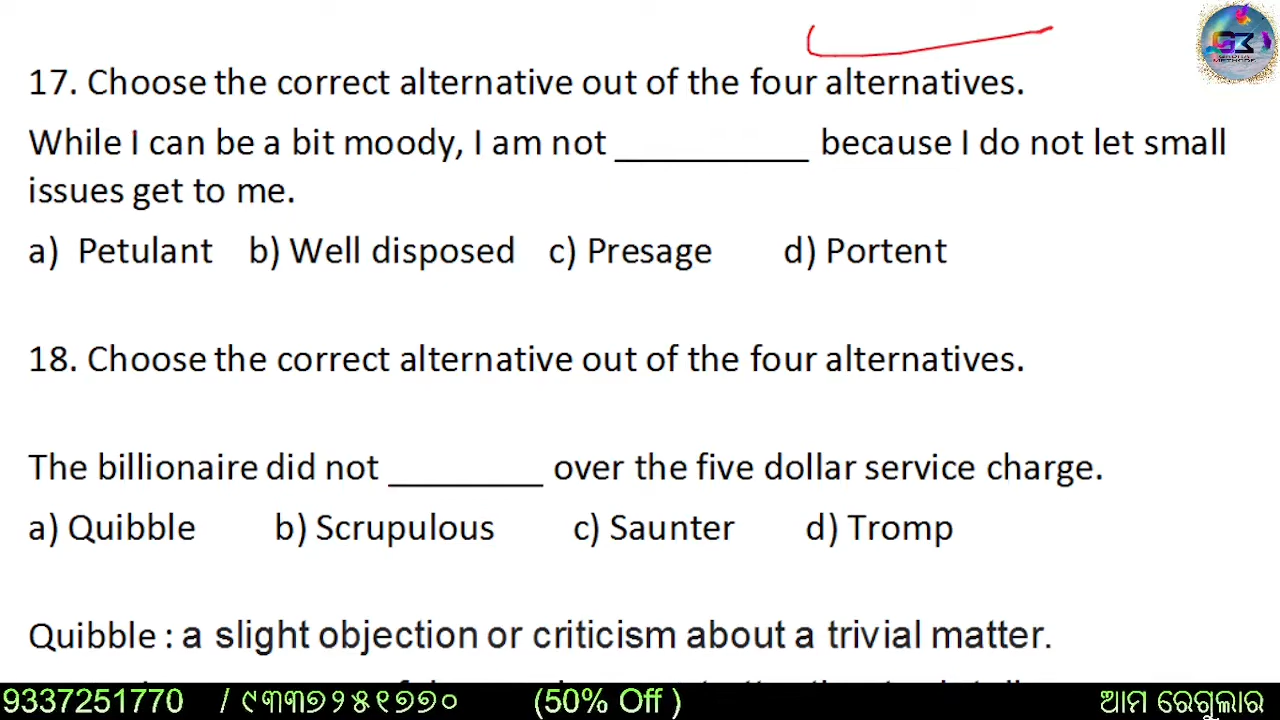 17. Choose the correct alternative out of the four alternatives.
While I can be a bit moody, I am not __________ because I do not let small
issues get to me.
a) Petulant b) Well disposed c) Presage d) Portent
18. Choose the correct alternative out of the four alternatives.
The billionaire did not ________ over the five dollar service charge.
a) Quibble b) Scrupulous c) Saunter d) Tromp
Quibble : a slight objection or criticism about a trivial matter.
9337251770 / ୯୩୩୭୨୫୧୭୭୦ (50% Off ) ଆମ ରେଗୁଲାର